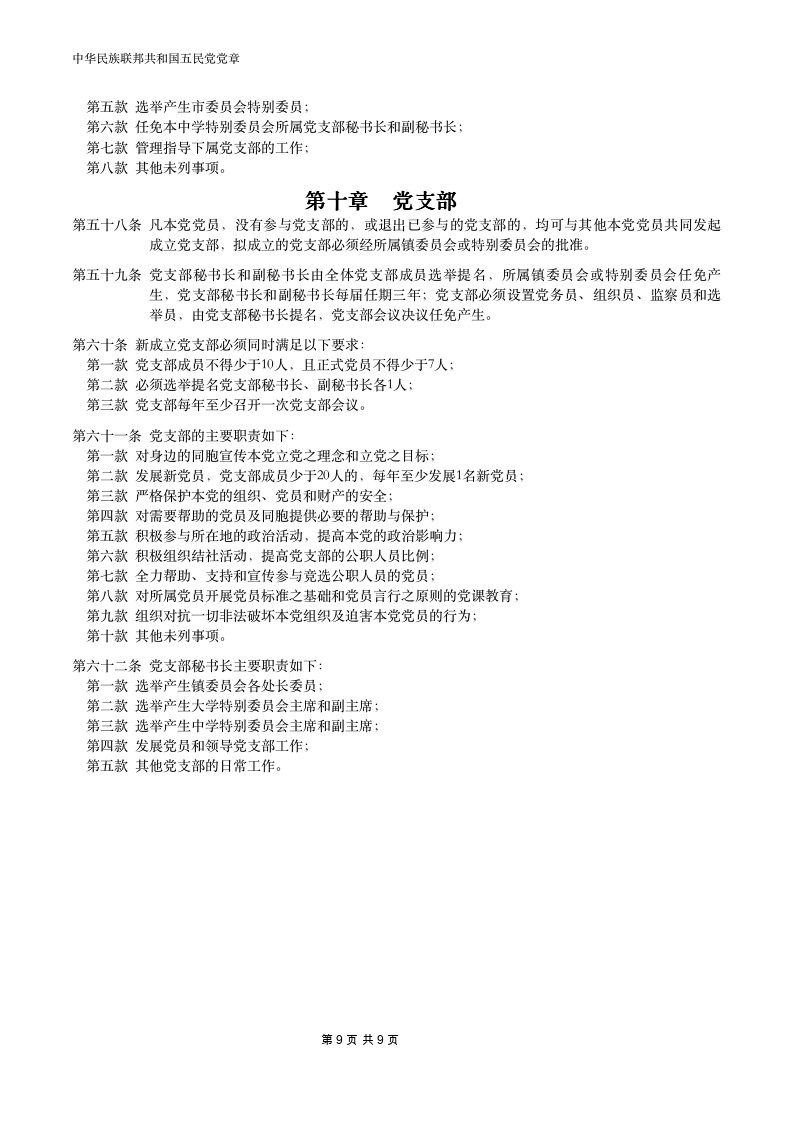 中华民族联邦共和国五民党党章
第五款 选举产生市委员会特别委员；
第六款 任免本中学特别委员会所属党支部秘书长和副秘书长；
第七款 管理指导下属党支部的工作；
第八款 其他未列事项。
第十章 党支部
第五十八条 凡本党党员，没有参与党支部的，或退出已参与的党支部的，均可与其他本党党员共同发起
成立党支部，拟成立的党支部必须经所属镇委员会或特别委员会的批准。
第五十九条 党支部秘书长和副秘书长由全体党支部成员选举提名，所属镇委员会或特别委员会任免产
生，党支部秘书长和副秘书长每届任期三年；党支部必须设置党务员、组织员、监察员和选
举员，由党支部秘书长提名，党支部会议决议任免产生。
第六十条 新成立党支部必须同时满足以下要求：
第一款 党支部成员不得少于10人，且正式党员不得少于7人；
第二款 必须选举提名党支部秘书长、副秘书长各1人；
第三款 党支部每年至少召开一次党支部会议。
第六十一条 党支部的主要职责如下：
第一款 对身边的同胞宣传本党立党之理念和立党之目标；
第二款 发展新党员，党支部成员少于20人的，每年至少发展1名新党员；
第三款 严格保护本党的组织、党员和财产的安全；
第四款 对需要帮助的党员及同胞提供必要的帮助与保护；
第五款 积极参与所在地的政治活动，提高本党的政治影响力；
第六款 积极组织结社活动，提高党支部的公职人员比例；
第七款 全力帮助、支持和宣传参与竞选公职人员的党员；
第八款 对所属党员开展党员标准之基础和党员言行之原则的党课教育；
第九款 组织对抗一切非法破坏本党组织及迫害本党党员的行为；
第十款 其他未列事项。
第六十二条 党支部秘书长主要职责如下：
第一款 选举产生镇委员会各处长委员；
第二款 选举产生大学特别委员会主席和副主席；
第三款 选举产生中学特别委员会主席和副主席；
第四款 发展党员和领导党支部工作；
第五款 其他党支部的日常工作。
第 9 页 共 9 页